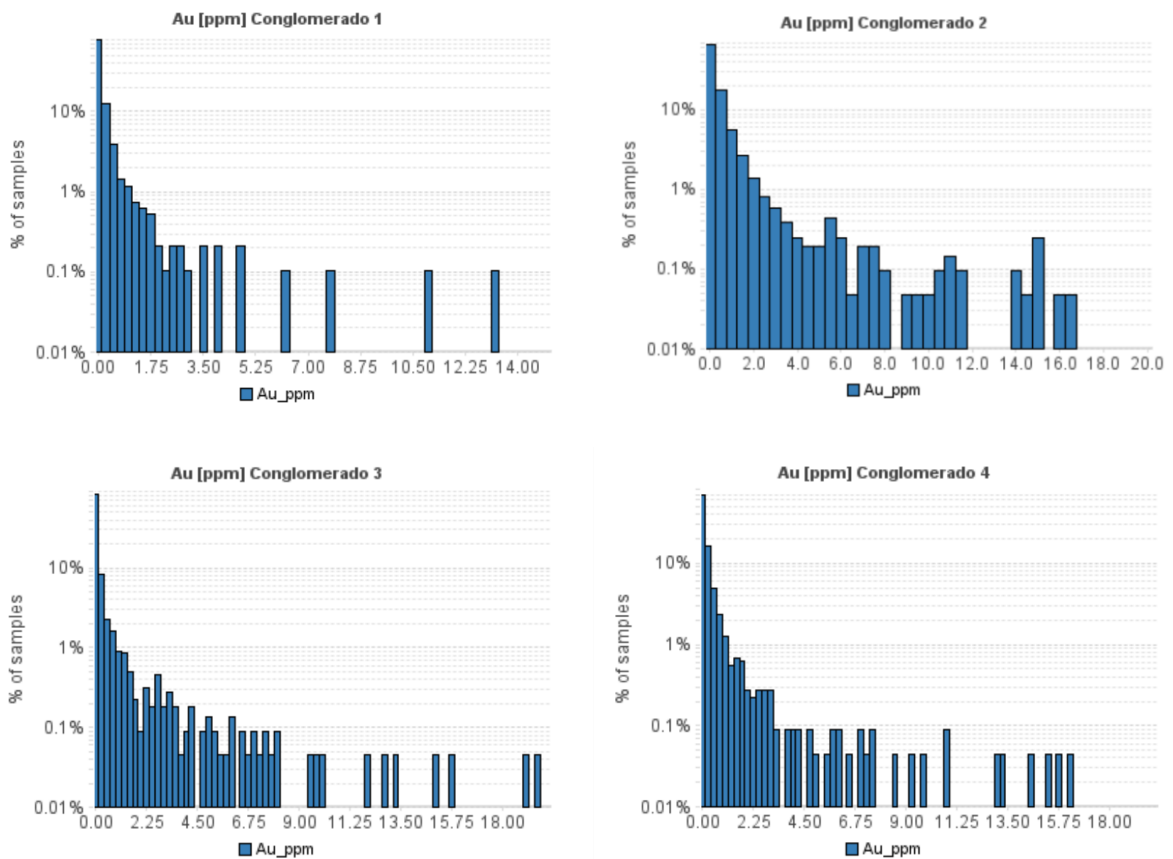 Au [ppm] Conglomerado 1
% of samples
10%
1%
0.1%
0.01%
0.00 1.75 3.50 5.25 7.00 8.75 10.50 12.25 14.00
Au_ppm
Au [ppm] Conglomerado 2
% of samples
10%
1%
0.1%
0.01%
0.0 2.0 4.0 6.0 8.0 10.0 12.0 14.0 16.0 18.0 20.0
Au_ppm
Au [ppm] Conglomerado 3
% of samples
10%
1%
0.1%
0.01%
0.00 2.25 4.50 6.75 9.00 11.25 13.50 15.75 18.00
Au_ppm
Au [ppm] Conglomerado 4
% of samples
10%
1%
0.1%
0.01%
0.00 2.25 4.50 6.75 9.00 11.25 13.50 15.75 18.00
Au_ppm